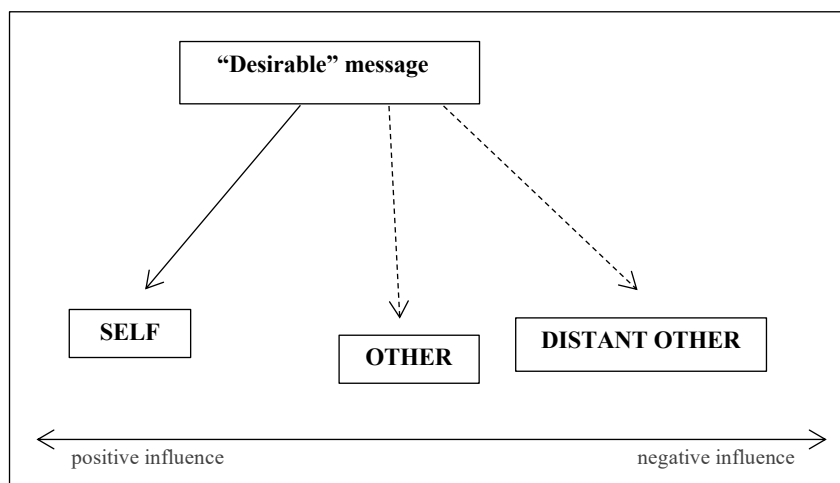 “Desirable” message
SELF
OTHER
DISTANT OTHER
positive influence
negative influence